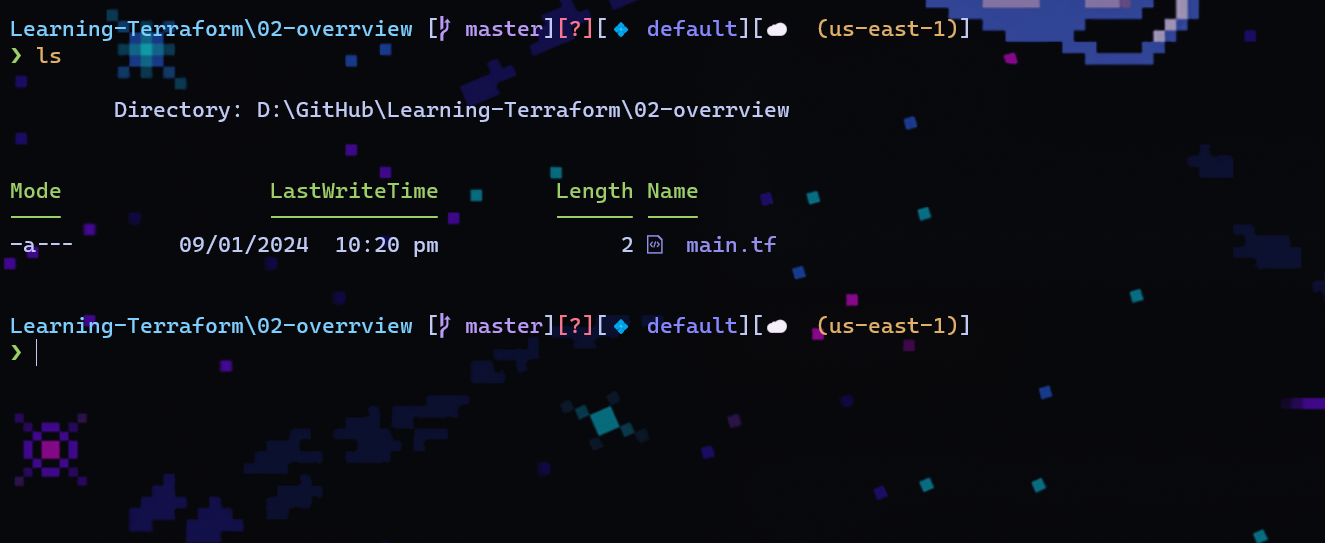 Learning-Terraform\02-overrview [ master][?][ default][☁ (us-east-1)]
❯ ls
Directory: D:\GitHub\Learning-Terraform\02-overrview
Mode LastWriteTime Length Name
-a--- 09/01/2024 10:20 pm 2 main.tf
Learning-Terraform\02-overrview [ master][?][ default][☁ (us-east-1)]
❯